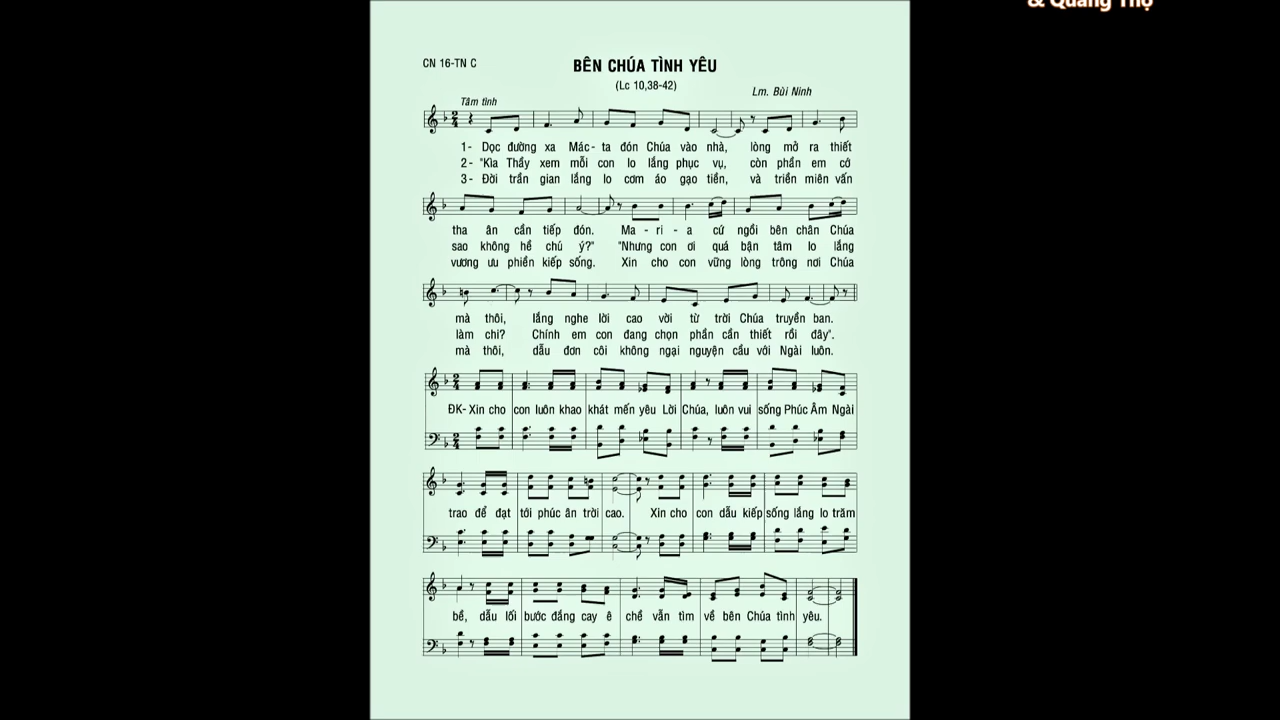 & Quang Thọ
CN 16-TN C
BÊN CHÚA TÌNH YÊU
(Lc 10,38-42)
Lm. Bùi Ninh
Tâm tình
1- Dọc đường xa Mác-ta đón Chúa vào nhà, lòng mở ra thiết
2- "Kìa Thầy xem mỗi con lo lắng phục vụ, còn phần em cớ
3- Đời trần gian lắng lo cơm áo gạo tiền, và triền miên vấn
tha ân cần tiếp đón. Ma - ri - a cứ ngồi bên chân Chúa
sao không hề chú ý?" "Nhưng con ơi quá bận tâm lo lắng
vương ưu phiền kiếp sống. Xin cho con vững lòng trông nơi Chúa
mà thôi, lắng nghe lời cao vời từ trời Chúa truyền ban.
làm chi? Chính em con đang chọn phần cần thiết rồi đây".
mà thôi, dẫu đơn côi không ngại nguyện cầu với Ngài luôn.
ĐK-Xin cho con luôn khao khát mến yêu Lời Chúa, luôn vui sống Phúc Âm Ngài
trao để đạt tới phúc ân trời cao. Xin cho con dẫu kiếp sống lắng lo trăm
bề, dẫu lối bước đắng cay ê chề vẫn tìm về bên Chúa tình yêu.